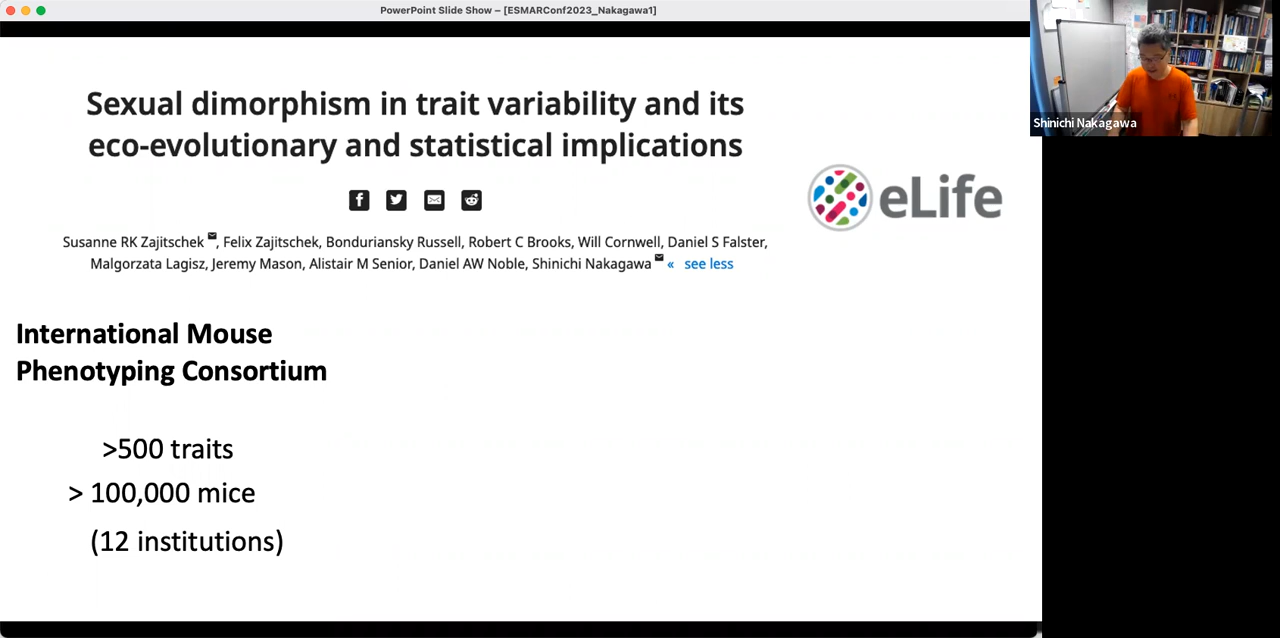 PowerPoint Slide Show – [ESMARConf2023_Nakagawa1]
Sexual dimorphism in trait variability and its
eco-evolutionary and statistical implications
eLife
Susanne RK Zajitschek, Felix Zajitschek, Bonduriansky Russell, Robert C Brooks, Will Cornwell, Daniel S Falster,
Malgorzata Lagisz, Jeremy Mason, Alistair M Senior, Daniel AW Noble, Shinichi Nakagawa « see less
International Mouse
Phenotyping Consortium
>500 traits
> 100,000 mice
(12 institutions)
Shinichi Nakagawa